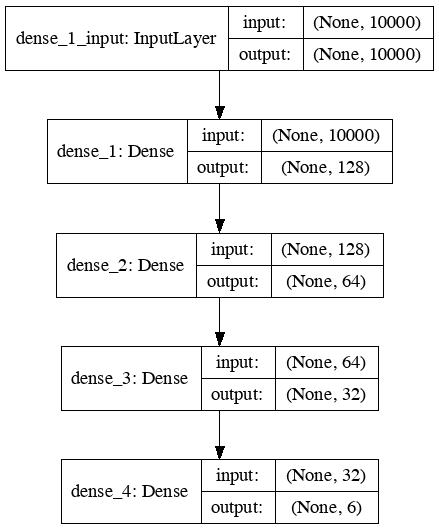 dense_1_input: InputLayer
input: (None, 10000)
output: (None, 10000)
dense_1: Dense
input: (None, 10000)
output: (None, 128)
dense_2: Dense
input: (None, 128)
output: (None, 64)
dense_3: Dense
input: (None, 64)
output: (None, 32)
dense_4: Dense
input: (None, 32)
output: (None, 6)